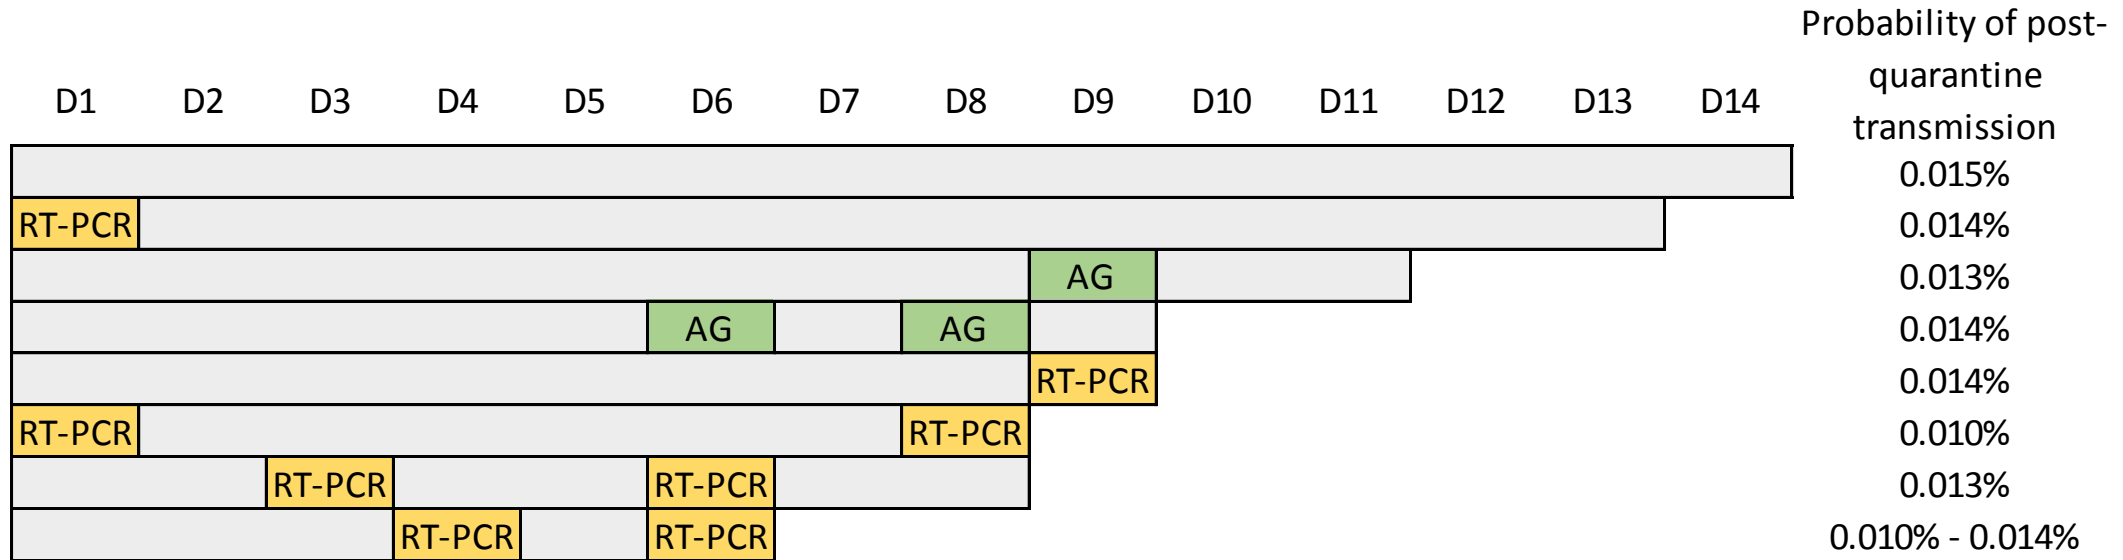 Probability of post-
quarantine
transmission
D1 D2 D3 D4 D5 D6 D7 D8 D9 D10 D11 D12 D13 D14
0.015%
RT-PCR 0.014%
AG 0.013%
AG AG 0.014%
RT-PCR 0.014%
RT-PCR RT-PCR 0.010%
RT-PCR RT-PCR 0.013%
RT-PCR RT-PCR 0.010% - 0.014%